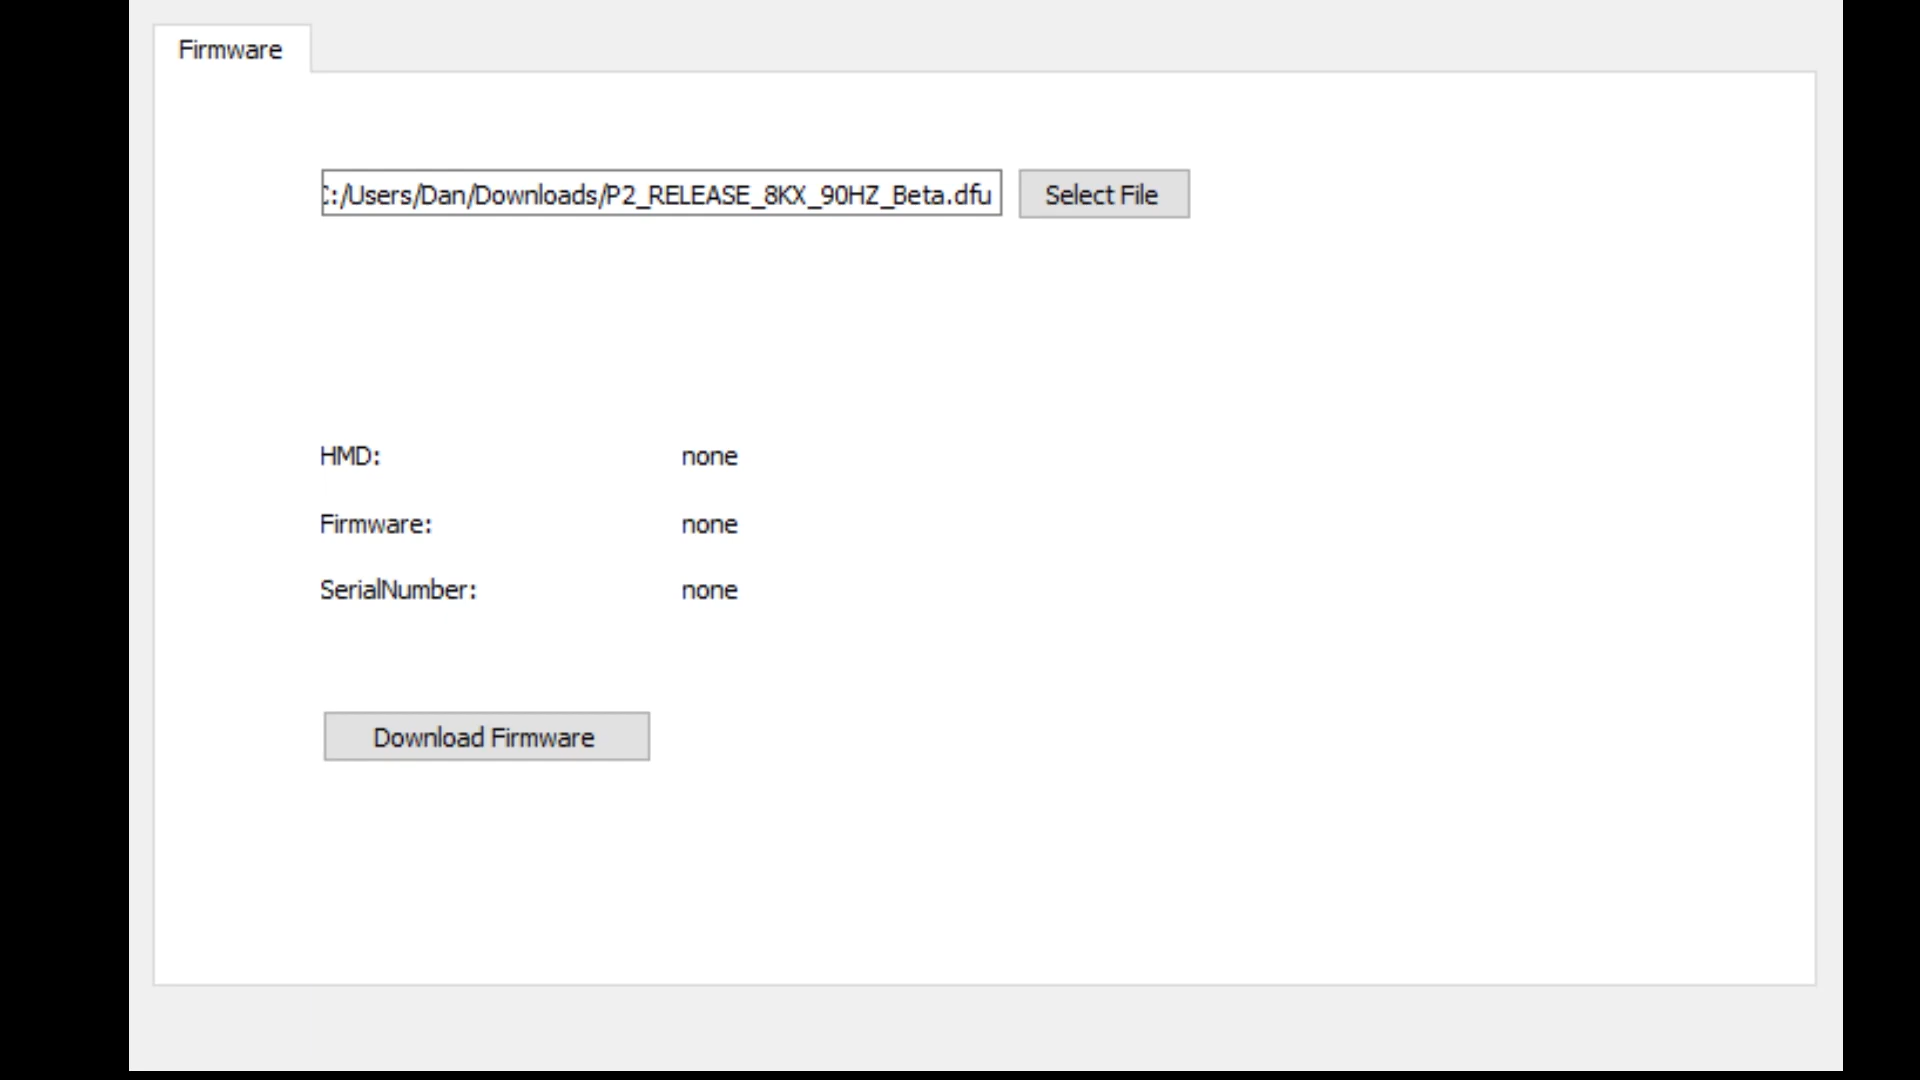 Firmware
C:/Users/Dan/Downloads/P2_RELEASE_8KX_90HZ_Beta.dfu Select File
HMD: none
Firmware: none
SerialNumber: none
Download Firmware